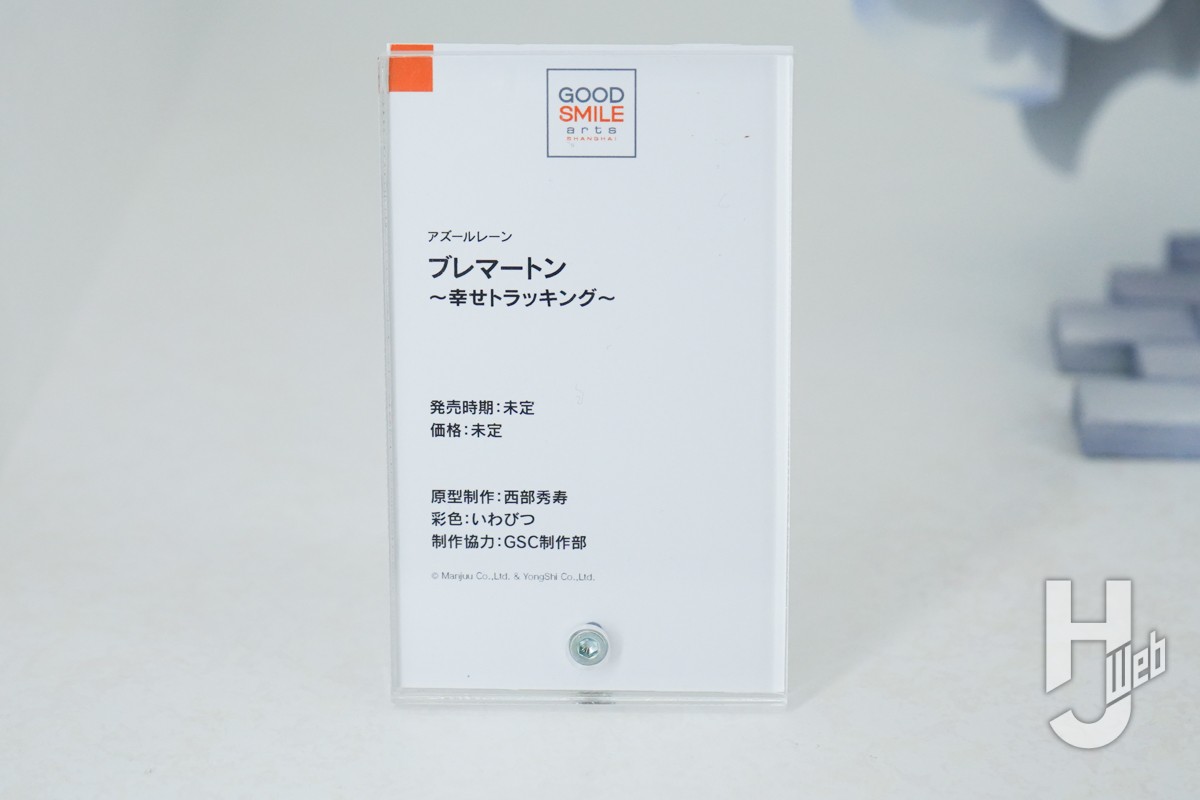 GOOD
SMILE
arts
SHANGHAI
アズールレーン
ブレマートン
～幸せトラッキング～
発売時期：未定
価格：未定
原型制作：西部秀寿
彩色：いわびつ
制作協力：GSC制作部
© Manjuu Co.,Ltd. & YongShi Co.,Ltd.
HJ Web